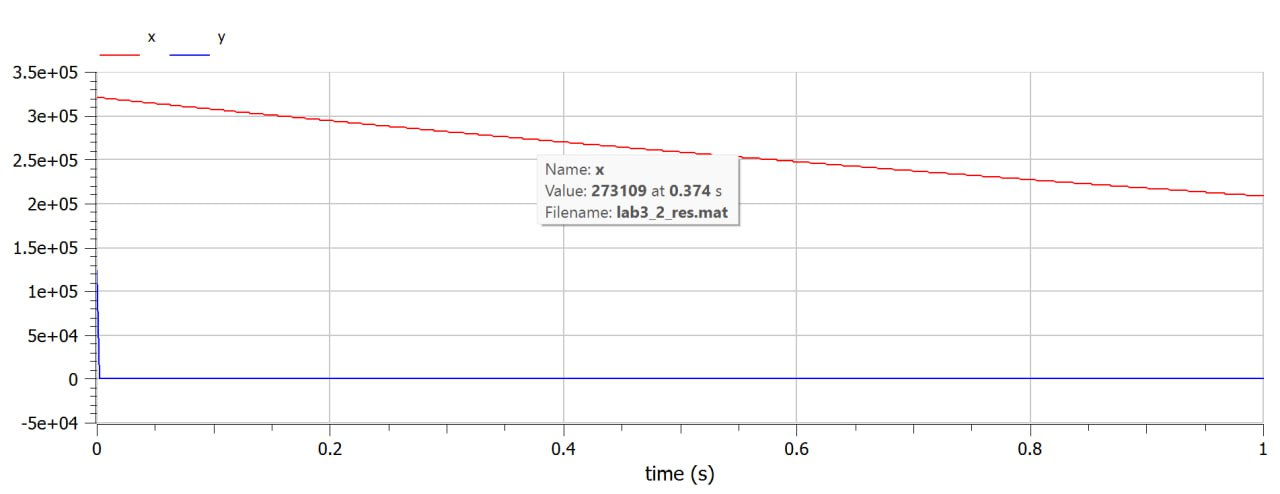 x y
3.5e+05
3e+05
2.5e+05
2e+05
1.5e+05
1e+05
5e+04
0
-5e+04
Name: x
Value: 273109 at 0.374 s
Filename: lab3_2_res.mat
0 0.2 0.4 0.6 0.8 1
time (s)